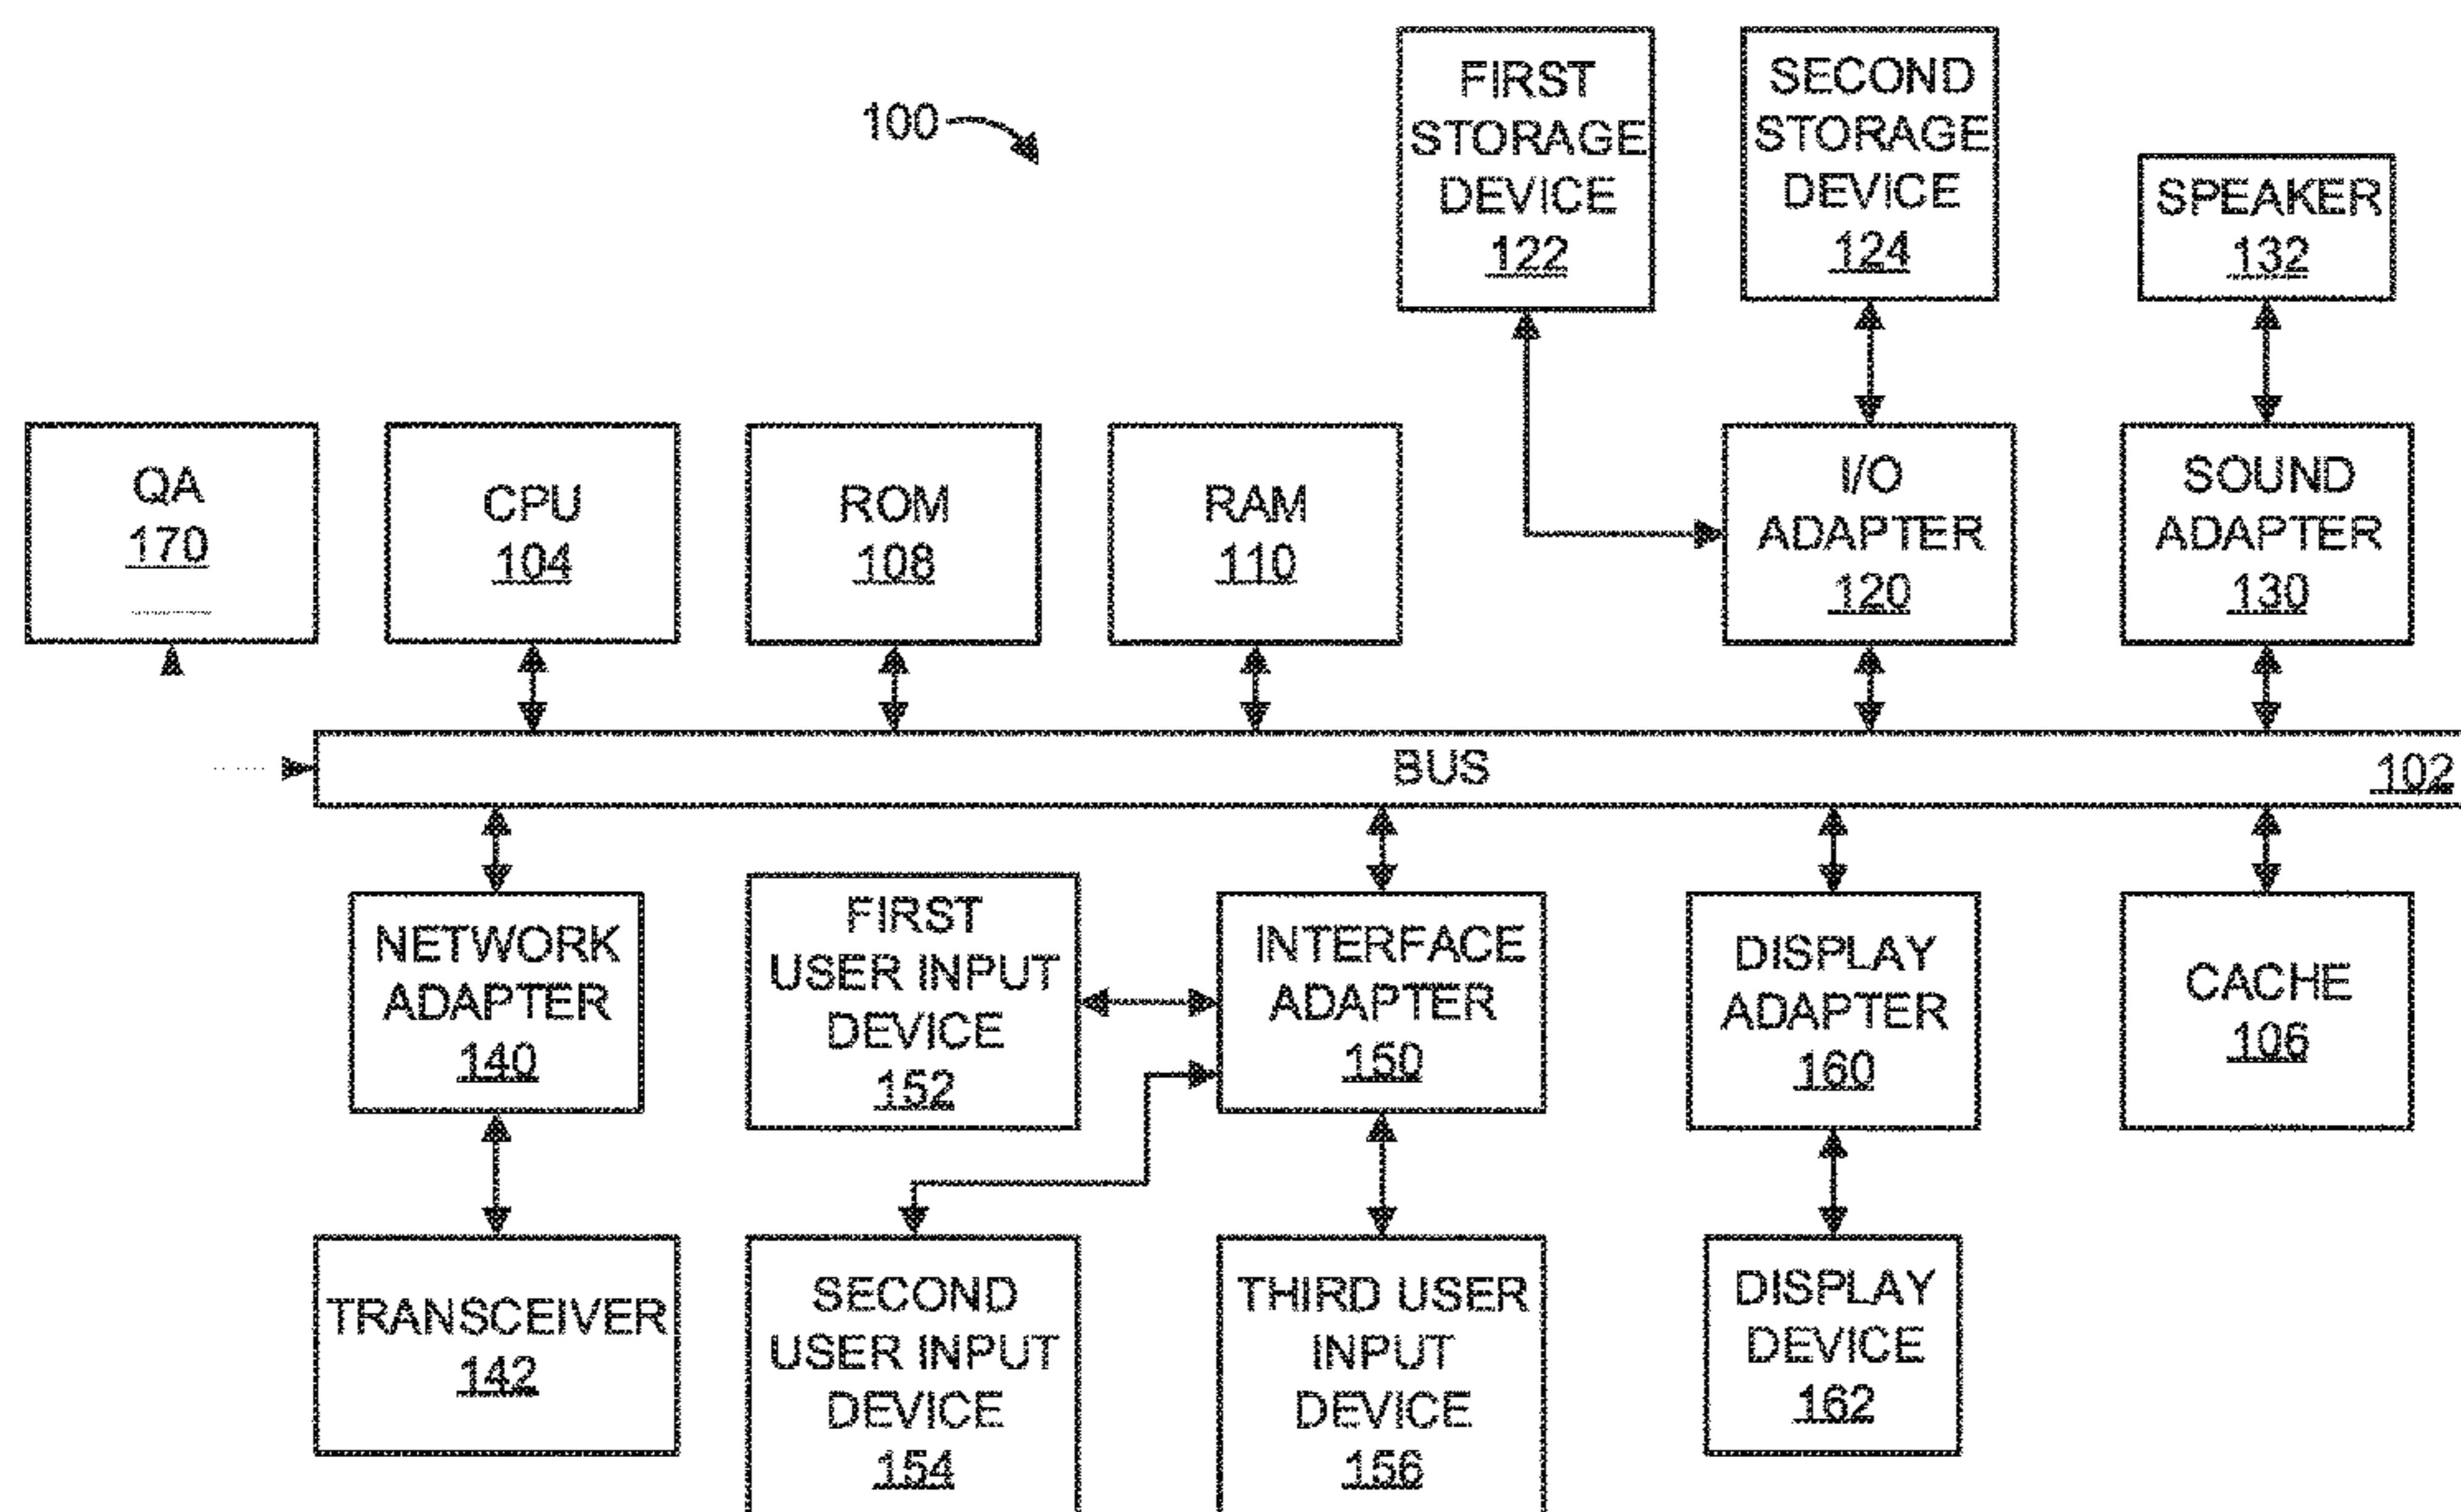 100
FIRST
STORAGE
DEVICE
122
SECOND
STORAGE
DEVICE
124
SPEAKER
132
QA
170
CPU
104
ROM
108
RAM
110
I/O
ADAPTER
120
SOUND
ADAPTER
130
BUS
102
NETWORK
ADAPTER
140
FIRST
USER INPUT
DEVICE
152
INTERFACE
ADAPTER
150
DISPLAY
ADAPTER
160
CACHE
106
TRANSCEIVER
142
SECOND
USER INPUT
DEVICE
154
THIRD USER
INPUT
DEVICE
156
DISPLAY
DEVICE
162